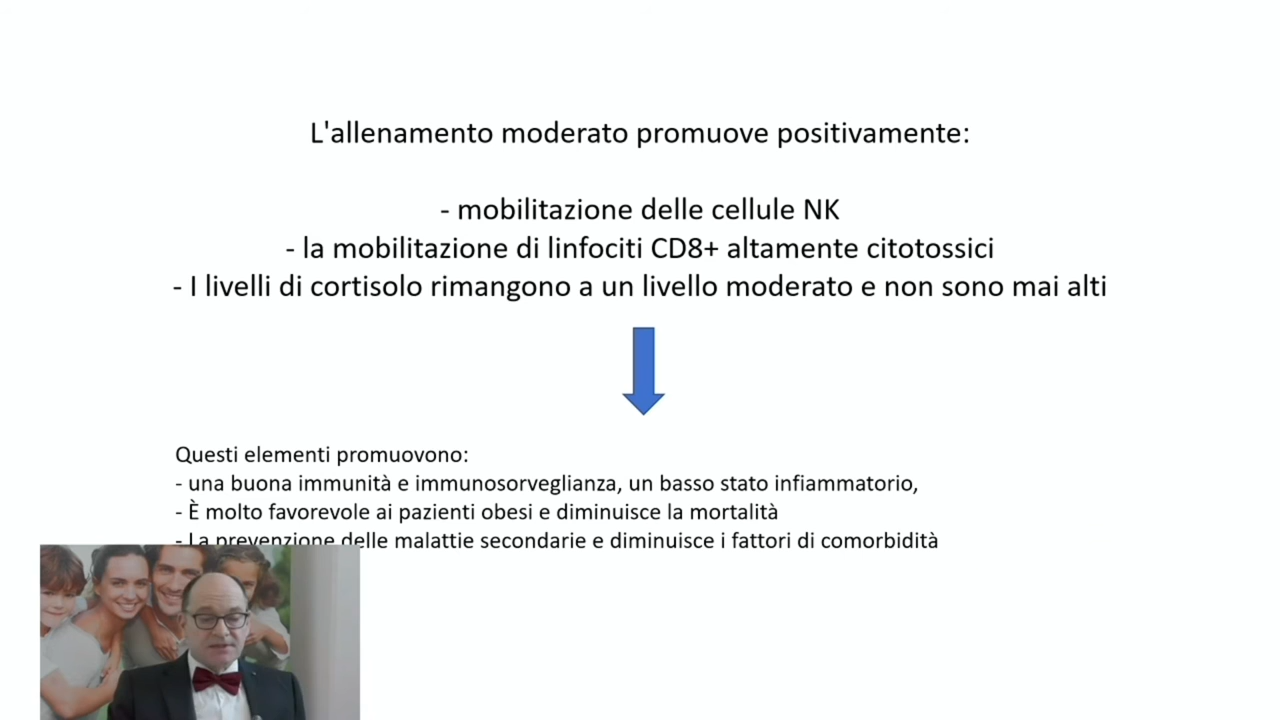 L'allenamento moderato promuove positivamente:
- mobilitazione delle cellule NK
- la mobilitazione di linfociti CD8+ altamente citotossici
- I livelli di cortisolo rimangono a un livello moderato e non sono mai alti
Questi elementi promuovono:
- una buona immunità e immunosorveglianza, un basso stato infiammatorio,
- È molto favorevole ai pazienti obesi e diminuisce la mortalità
- La prevenzione delle malattie secondarie e diminuisce i fattori di comorbidità